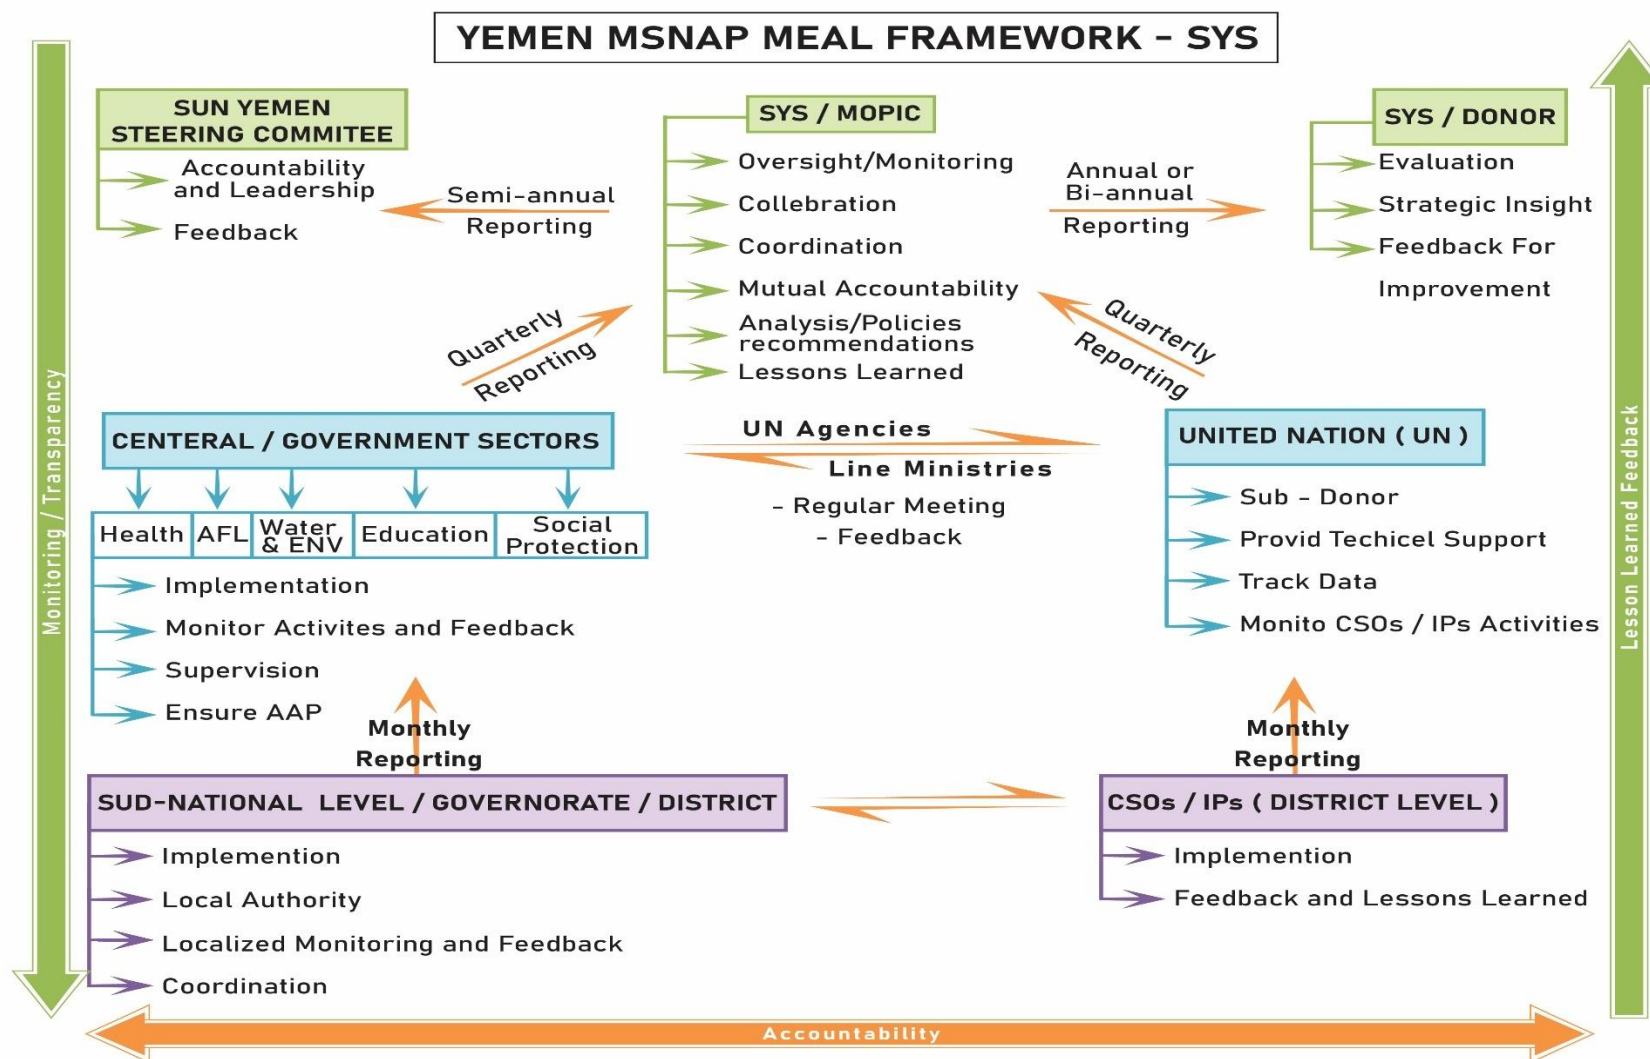 YEMEN MSNAP MEAL FRAMEWORK - SYS
SUN YEMEN
STEERING COMMITEE
Accountability
and Leadership
Feedback
Semi-annual
Reporting
SYS / MOPIC
Oversight/Monitoring
Collebration
Coordination
Mutual Accountability
Analysis/Policies
recommendations
Lessons Learned
Annual or
Bi-annual
Reporting
SYS / DONOR
Evaluation
Strategic Insight
Feedback For
Improvement
Quarterly
Reporting
Quarterly
Reporting
CENTERAL / GOVERNMENT SECTORS
Health
AFL
Water
& ENV
Education
Social
Protection
Implementation
Monitor Activites and Feedback
Supervision
Ensure AAP
UN Agencies
Line Ministries
- Regular Meeting
- Feedback
UNITED NATION ( UN )
Sub - Donor
Provid Techicel Support
Track Data
Monito CSOs / IPs Activities
Monthly
Reporting
Monthly
Reporting
SUD-NATIONAL LEVEL / GOVERNORATE / DISTRICT
Implemention
Local Authority
Localized Monitoring and Feedback
Coordination
CSOs / IPs ( DISTRICT LEVEL )
Implemention
Feedback and Lessons Learned
Monitoring / Transparency
Lesson Learned Feedback
Accountability